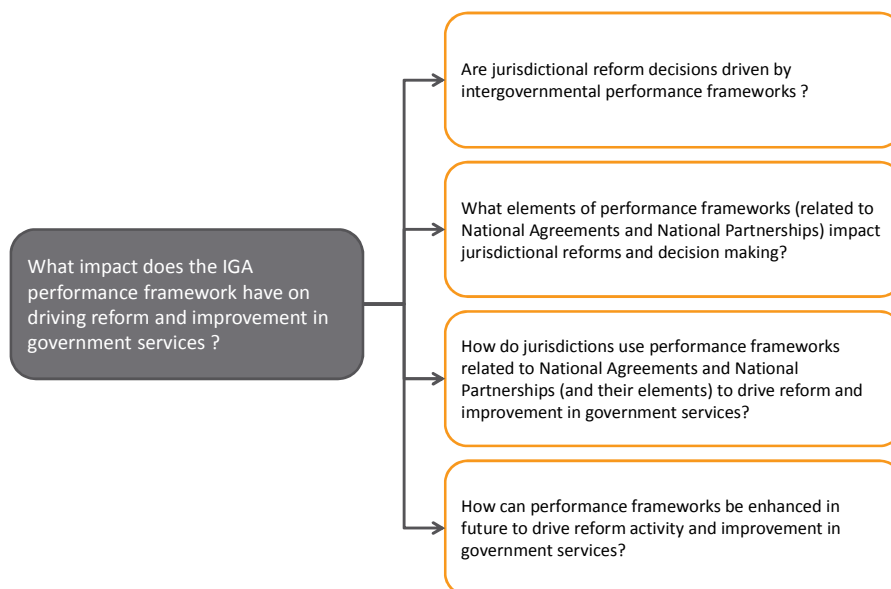 Are jurisdictional reform decisions driven by
intergovernmental performance frameworks ?
What elements of performance frameworks (related to
National Agreements and National Partnerships) impact
jurisdictional reforms and decision making?
What impact does the IGA
performance framework have on
driving reform and improvement in
government services ?
How do jurisdictions use performance frameworks
related to National Agreements and National
Partnerships (and their elements) to drive reform and
improvement in government services?
How can performance frameworks be enhanced in
future to drive reform activity and improvement in
government services?